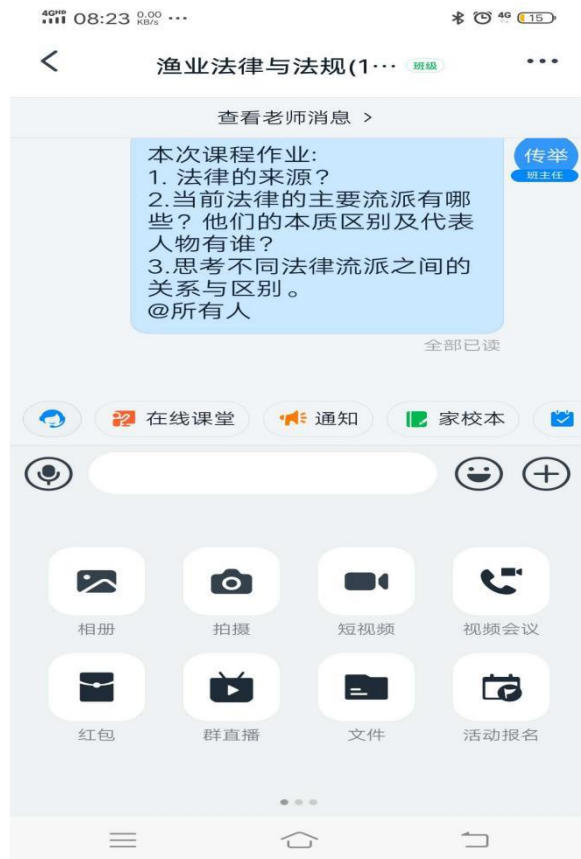 4GHD 08:23 0.00 KB/s ···
4G 15
渔业法律与法规(1··· 班级
查看老师消息 >
本次课程作业:
1. 法律的来源?
2.当前法律的主要流派有哪
些? 他们的本质区别及代表
人物有谁?
3.思考不同法律流派之间的
关系与区别。
@所有人
传举
班主任
全部已读
在线课堂
通知
家校本
相册
拍摄
短视频
视频会议
红包
群直播
文件
活动报名